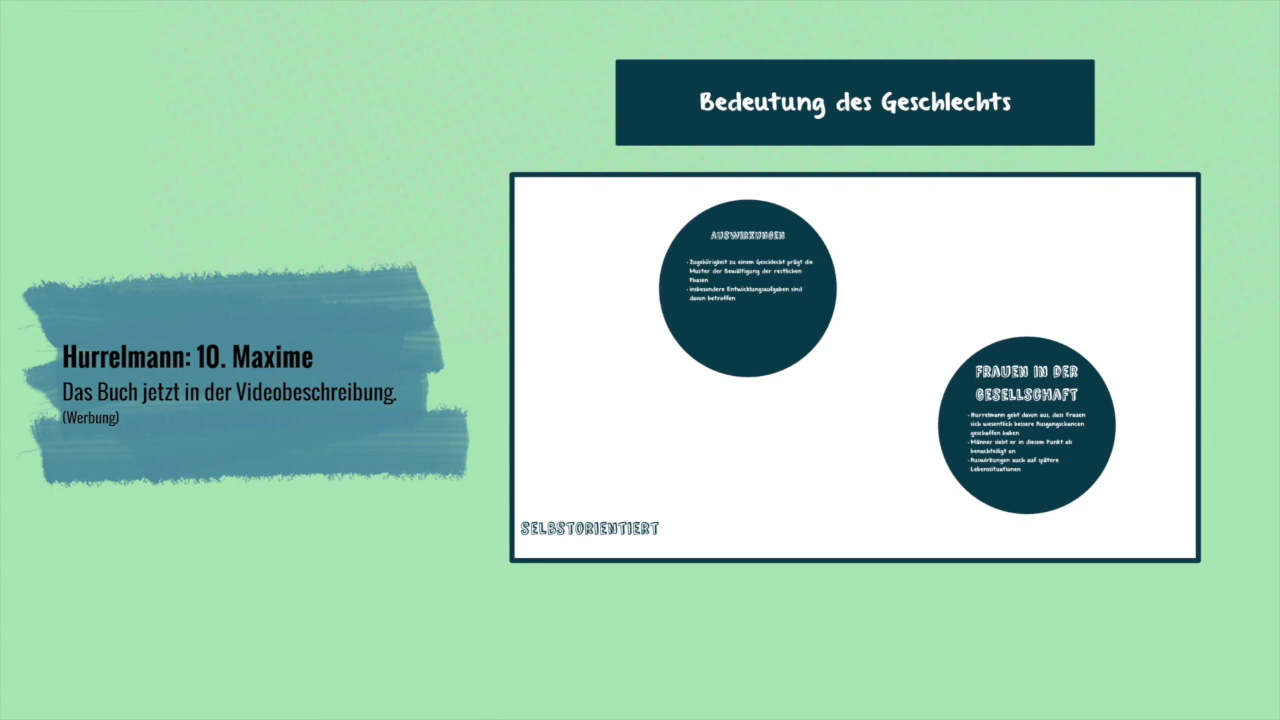 Bedeutung des Geschlechts
AUSWIRKUNGEN
- Zugehörigkeit zu einem Geschlecht prägt die
Muster der Bewältigung der restlichen
Phasen
- insbesondere Entwicklungsaufgaben sind
davon betroffen
Hurrelmann: 10. Maxime
Das Buch jetzt in der Videobeschreibung.
(Werbung)
FRAUEN IN DER
GESELLSCHAFT
- Hurrelmann geht davon aus, dass Frauen
sich wesentlich bessere Ausgangschancen
geschaffen haben
- Männer sieht er in diesem Punkt als
benachteiligt an
- Auswirkungen auch auf spätere
Lebenssituationen
SELBSTORIENTIERT